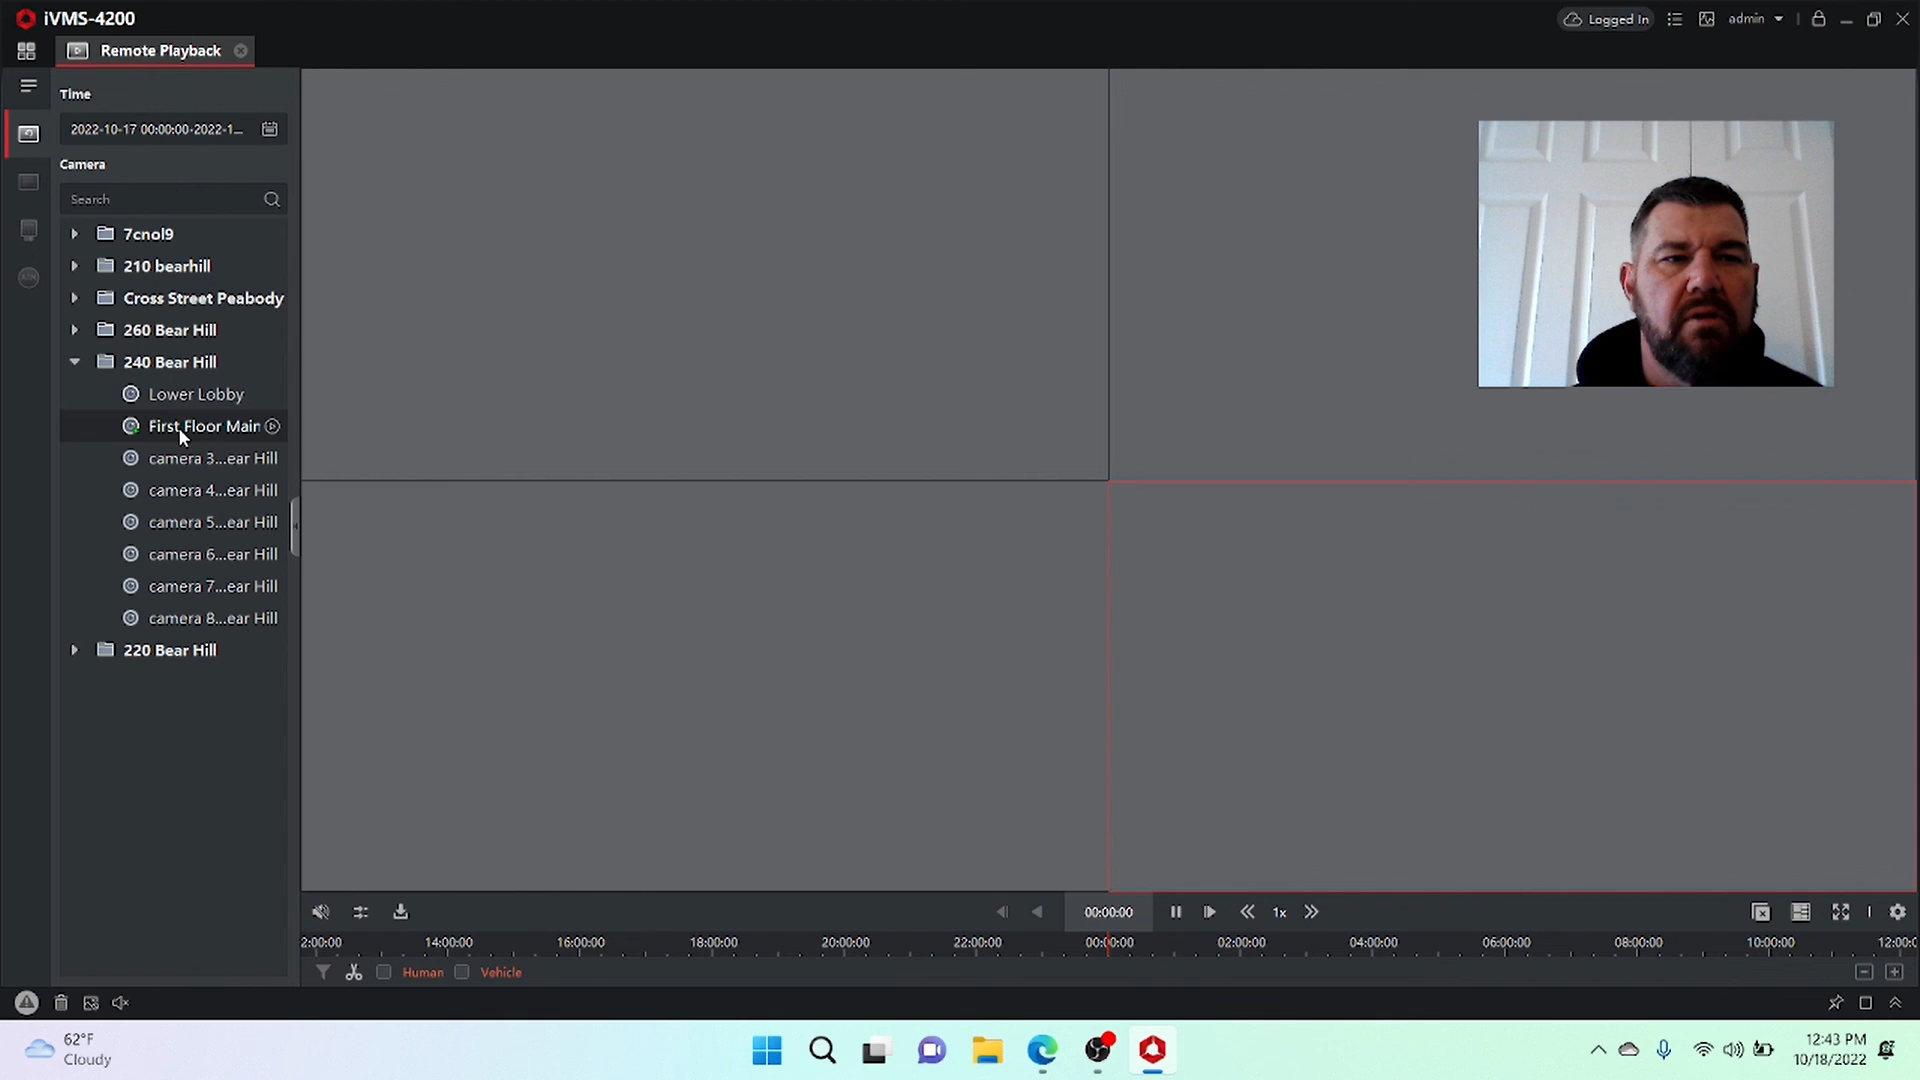 iVMS-4200
Logged In
admin
Remote Playback
Time
2022-10-17 00:00:00-2022-1...
Camera
Search
7cnol9
210 bearhill
Cross Street Peabody
260 Bear Hill
240 Bear Hill
Lower Lobby
First Floor Main
camera 3...ear Hill
camera 4...ear Hill
camera 5...ear Hill
camera 6...ear Hill
camera 7...ear Hill
camera 8...ear Hill
220 Bear Hill
00:00:00
1x
2:00:00 14:00:00 16:00:00 18:00:00 20:00:00 22:00:00 00:00:00 02:00:00 04:00:00 06:00:00 08:00:00 10:00:00 12:00:0
Human Vehicle
62°F
Cloudy
12:43 PM
10/18/2022